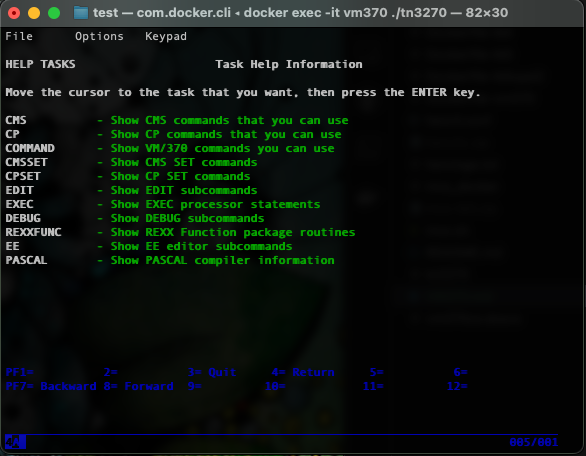 test — com.docker.cli ◂ docker exec -it vm370 ./tn3270 — 82×30
File Options Keypad
HELP TASKS Task Help Information
Move the cursor to the task that you want, then press the ENTER key.
CMS - Show CMS commands that you can use
CP - Show CP commands that you can use
COMMAND - Show VM/370 commands you can use
CMSSET - Show CMS SET commands
CPSET - Show CP SET commands
EDIT - Show EDIT subcommands
EXEC - Show EXEC processor statements
DEBUG - Show DEBUG subcommands
REXXFUNC - Show REXX Function package routines
EE - Show EE editor subcommands
PASCAL - Show PASCAL compiler information
PF1= 2= 3= Quit 4= Return 5= 6=
PF7= Backward 8= Forward 9= 10= 11= 12=
005/001